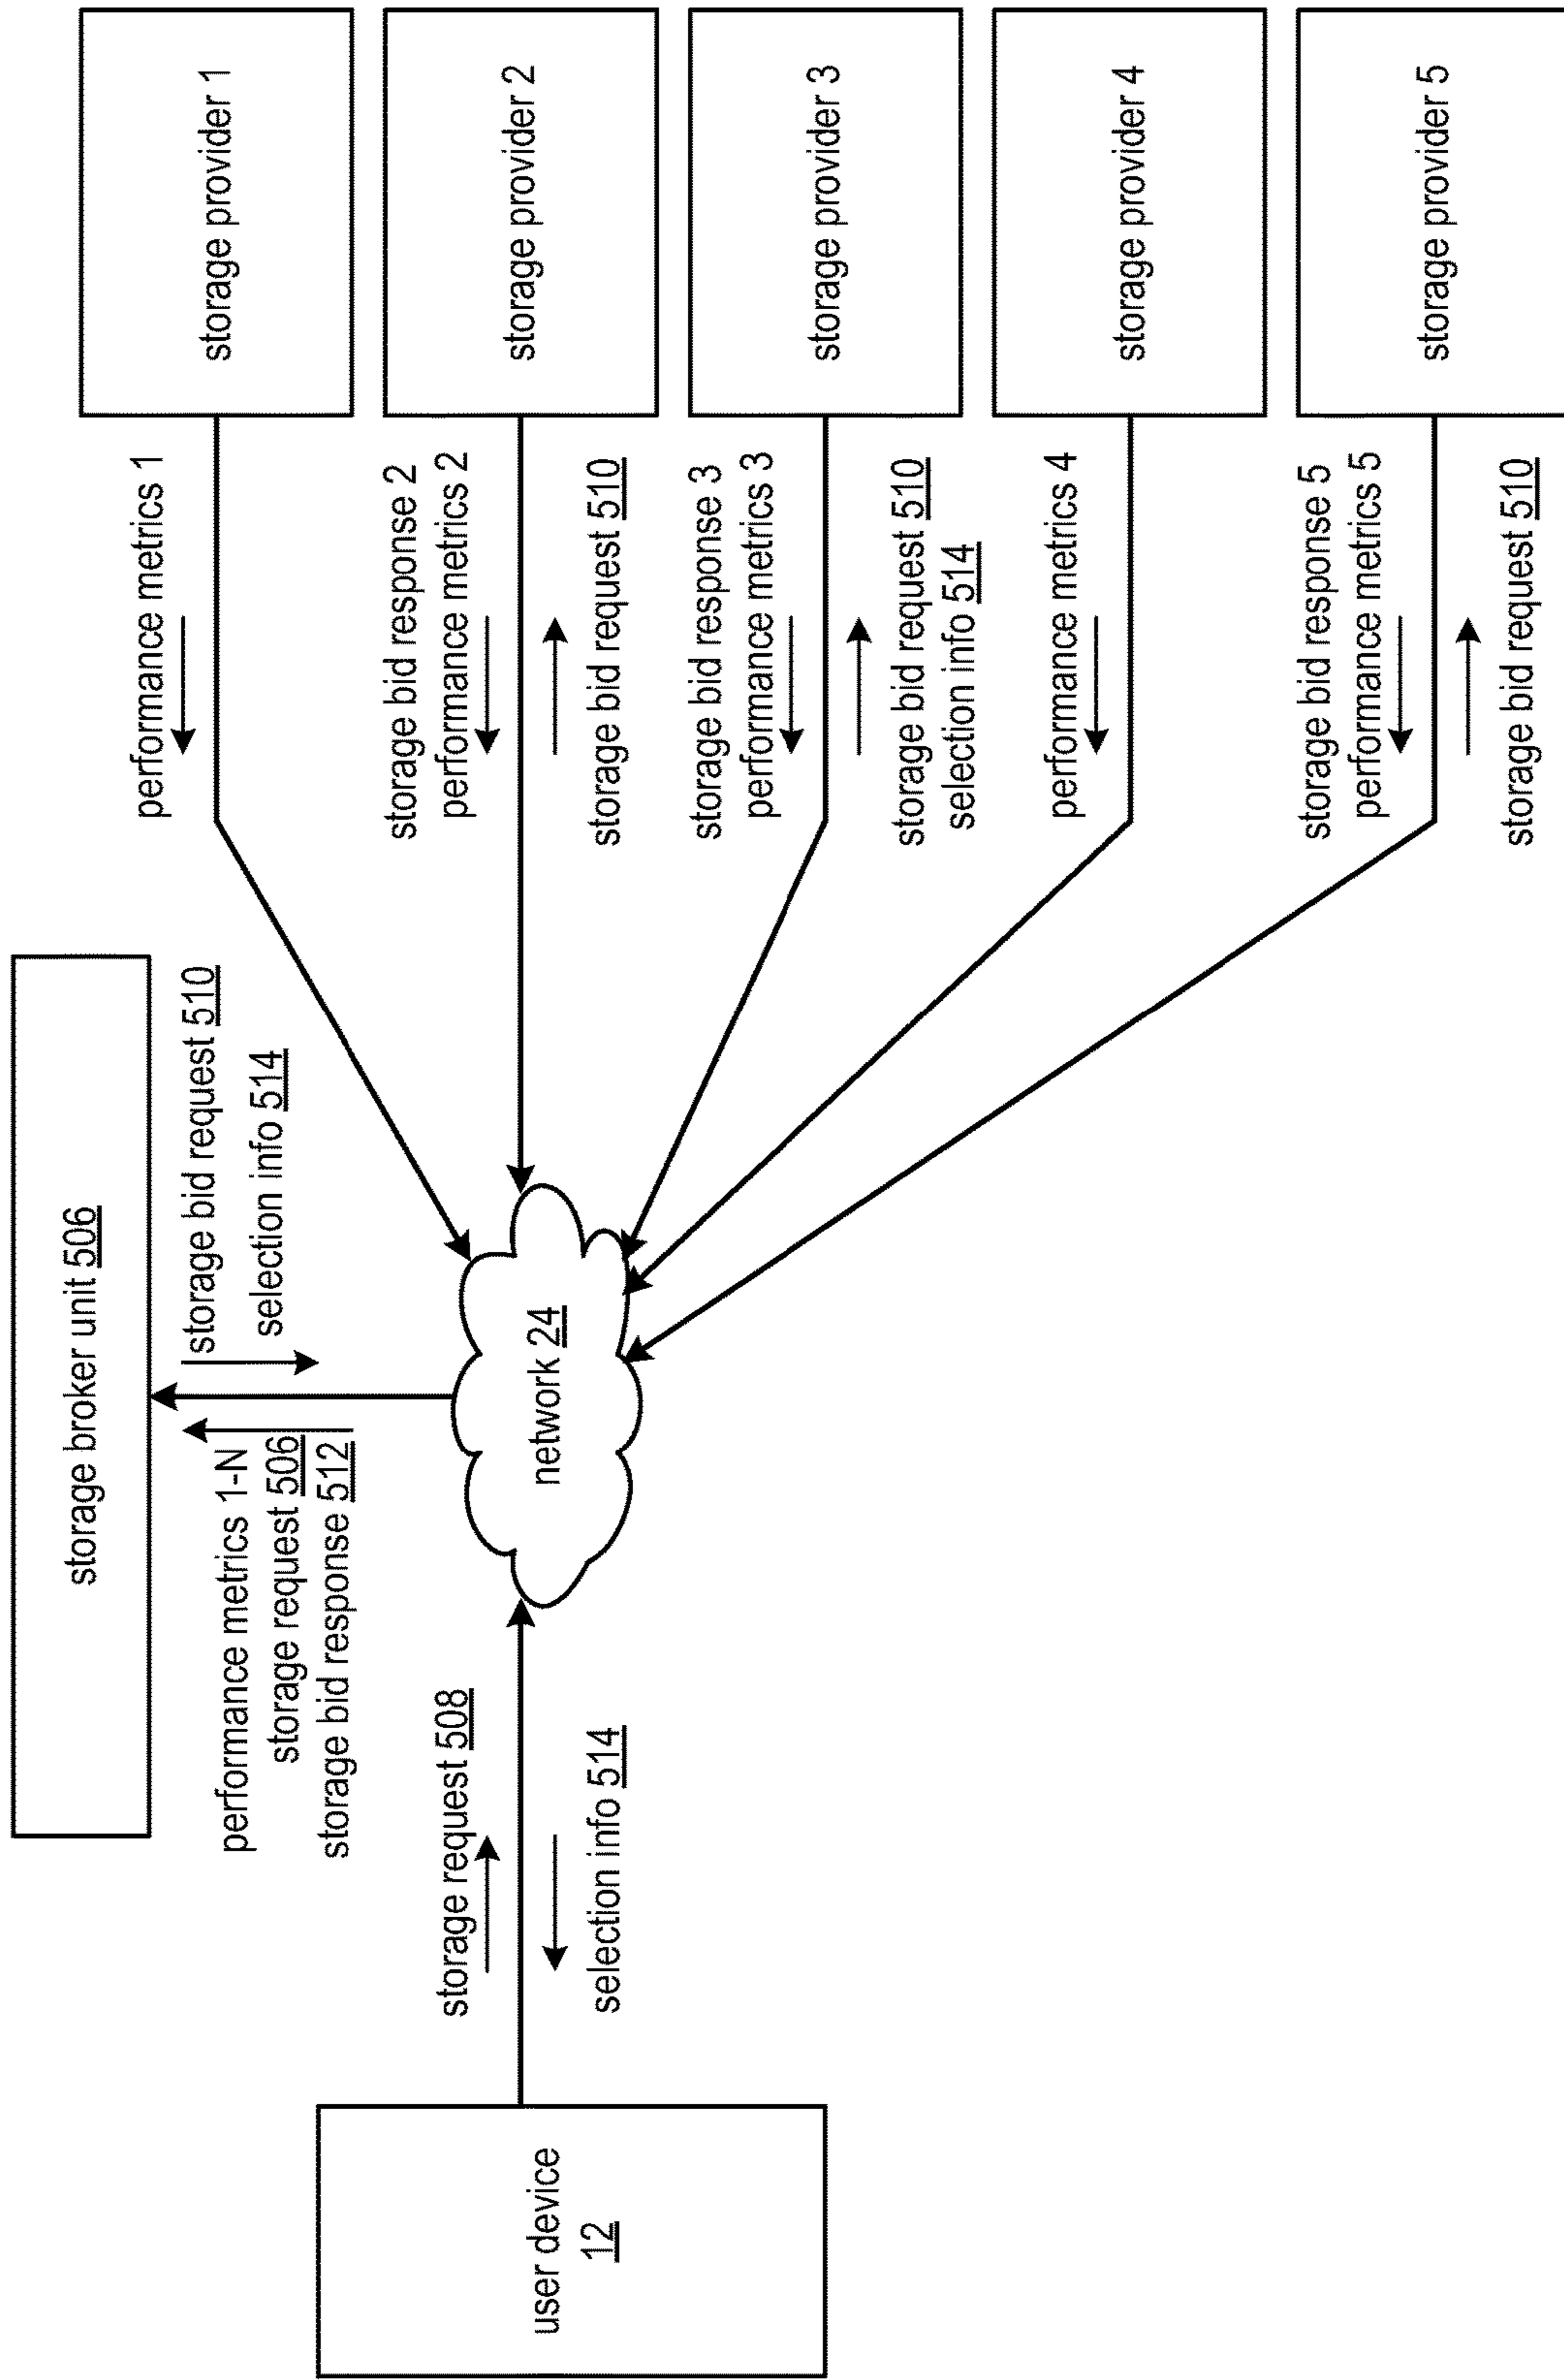 storage broker unit 506
performance metrics 1-N
storage request 506
storage bid response 512
storage bid request 510
selection info 514
user device
12
storage request 508
selection info 514
network 24
performance metrics 1
storage provider 1
storage bid response 2
performance metrics 2
storage bid request 510
storage provider 2
storage bid response 3
performance metrics 3
storage bid request 510
selection info 514
storage provider 3
performance metrics 4
storage provider 4
storage bid response 5
performance metrics 5
storage bid request 510
storage provider 5